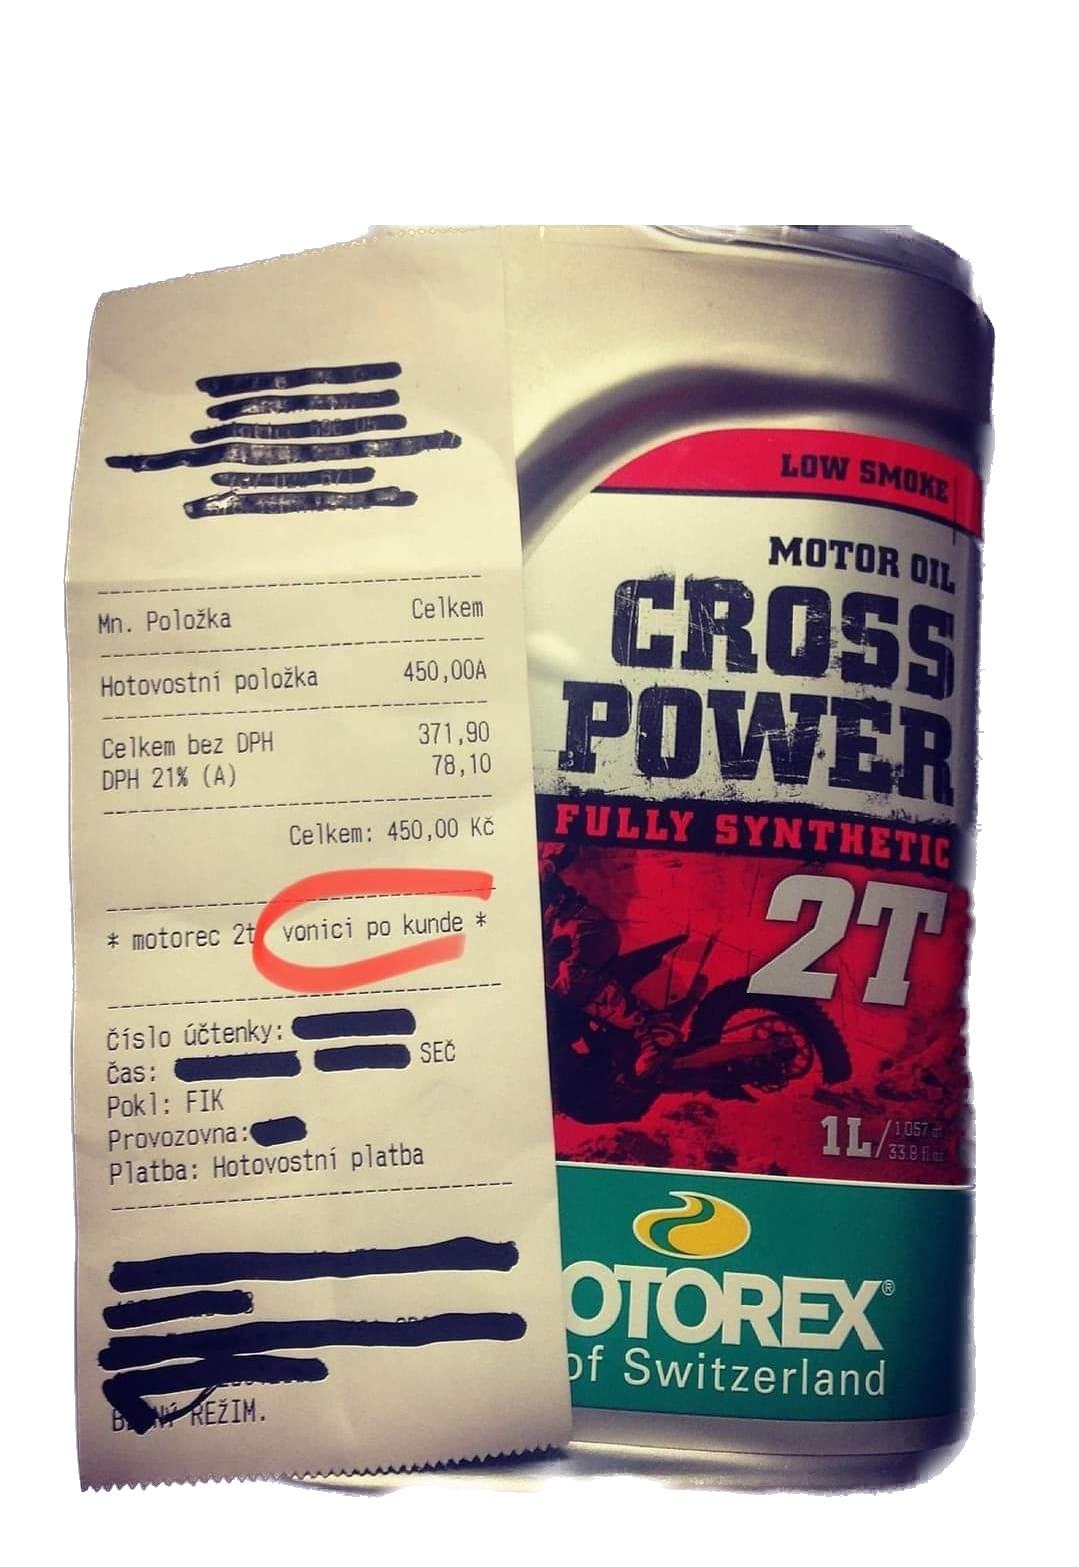 Mn. Položka Celkem
Hotovostní položka 450,00A
Celkem bez DPH 371,90
DPH 21% (A) 78,10
Celkem: 450,00 Kč
* motorec 2t vonici po kunde *
Číslo účtenky:
Čas: SEČ
Pokl: FIK
Provozovna:
Platba: Hotovostní platba
REŽIM.
LOW SMOKE
MOTOR OIL
CROSS
POWER
FULLY SYNTHETIC
2T
1L/
OTOREX®
of Switzerland